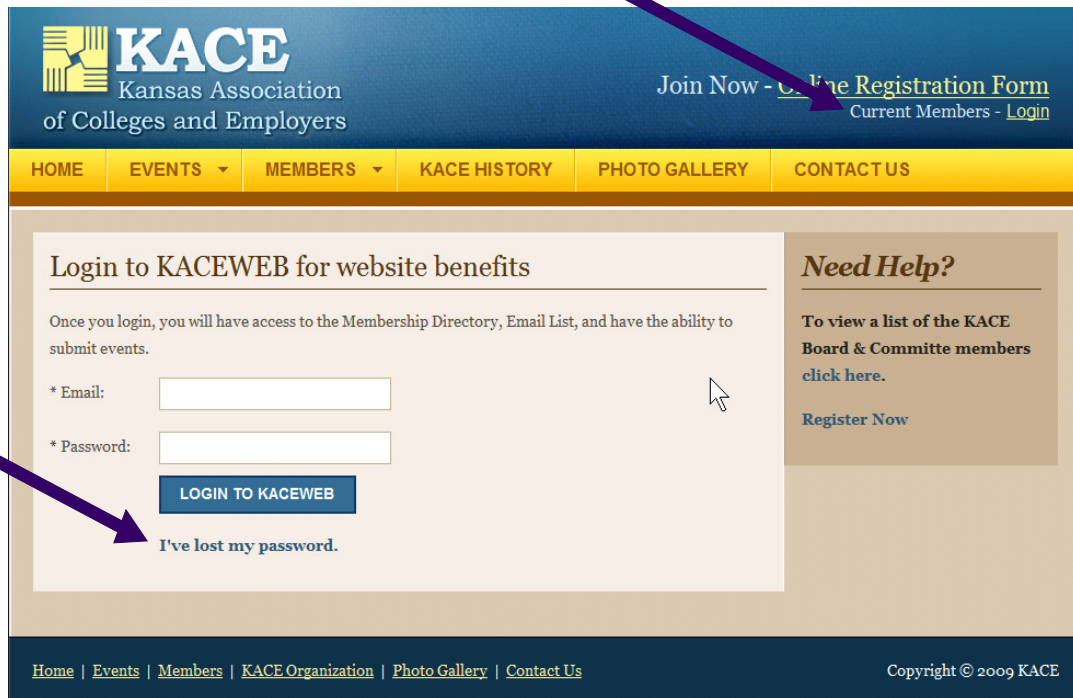 KACE
Kansas Association
of Colleges and Employers
Join Now - Online Registration Form
Current Members - Login
HOME EVENTS MEMBERS KACE HISTORY PHOTO GALLERY CONTACT US
Login to KACEWEB for website benefits
Once you login, you will have access to the Membership Directory, Email List, and have the ability to
submit events.
* Email:
* Password:
LOGIN TO KACEWEB
I've lost my password.
Need Help?
To view a list of the KACE
Board & Committe members
click here.
Register Now
Home | Events | Members | KACE Organization | Photo Gallery | Contact Us
Copyright © 2009 KACE